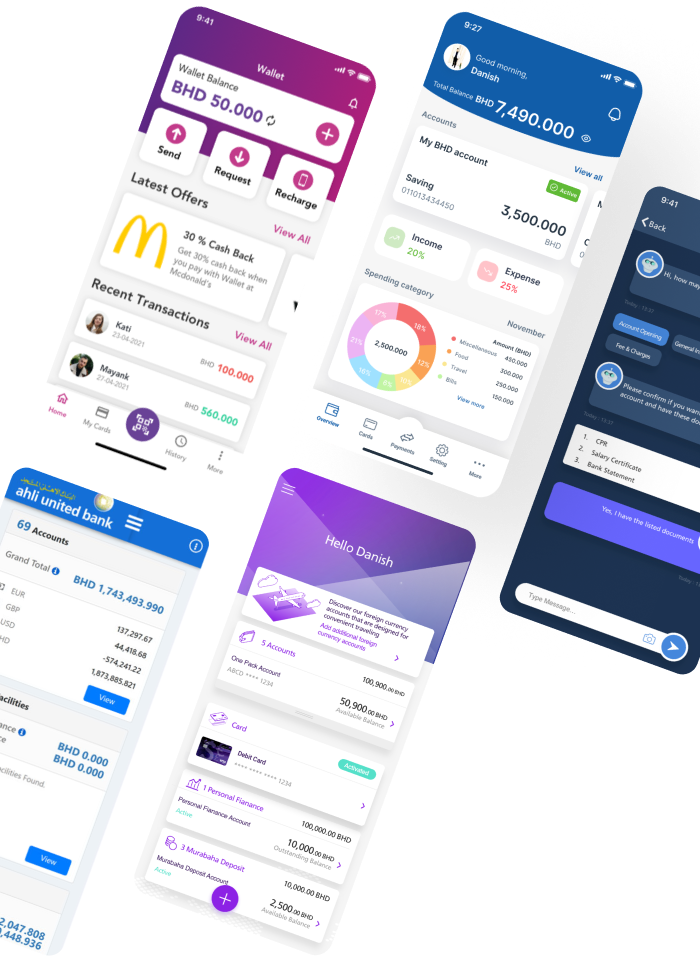 9:41
Wallet
Wallet Balance
BHD 50.000
Send
Request
Recharge
Latest Offers
View All
30 % Cash Back
Get 30% cash back when
you pay with Wallet at
Mcdonald's
Recent Transactions
View All
Kati
23-04-2021
BHD 100.000
Mayank
27-04-2021
BHD 560.000
Home
My Cards
History
More
9:27
Good morning,
Danish
Total Balance BHD 7,490.000
Accounts
View all
My BHD account
Active
Saving
011013434450
3,500.000
BHD
Income
20%
Expense
25%
Spending category
November
17%
18%
21%
12%
16%
8%
2,500.000
Amount (BHD)
Miscellaneous 450.000
Food 300.000
Travel 250.000
Bills 150.000
View more
Overview
Cards
Payments
Setting
More
9:41
Back
Hi, how may
Today - 13:37
Account Opening
General In
Fee & Charges
Please confirm if you wan
account and have these do
1. CPR
2. Salary Certificate
3. Bank Statement
Yes, I have the listed documents
Type Message...
ahli united bank
69 Accounts
Grand Total
BHD 1,743,493.990
EUR 137,297.67
GBP 44,418.68
USD -574,241.22
HD 1,873,885.821
View
acilities
ance
BHD 0.000
ce
BHD 0.000
cilities Found.
View
2,047.808
,448.936
Hello Danish
Discover our foreign currency
accounts that are designed for
convenient traveling
Add additional foreign
currency accounts
5 Accounts
100,900.00 BHD
One Pack Account
ABCD **** 1234
50,900.00 BHD
Available Balance
Card
Debit Card
**** **** **** 1234
Activated
1 Personal Fianance
100,000.00 BHD
Personal Fianance Account
Active
10,000.00 BHD
Outstanding Balance
3 Murabaha Deposit
10,000.00 BHD
Murabaha Deposit Account
Active
2,500.00 BHD
Available Balance